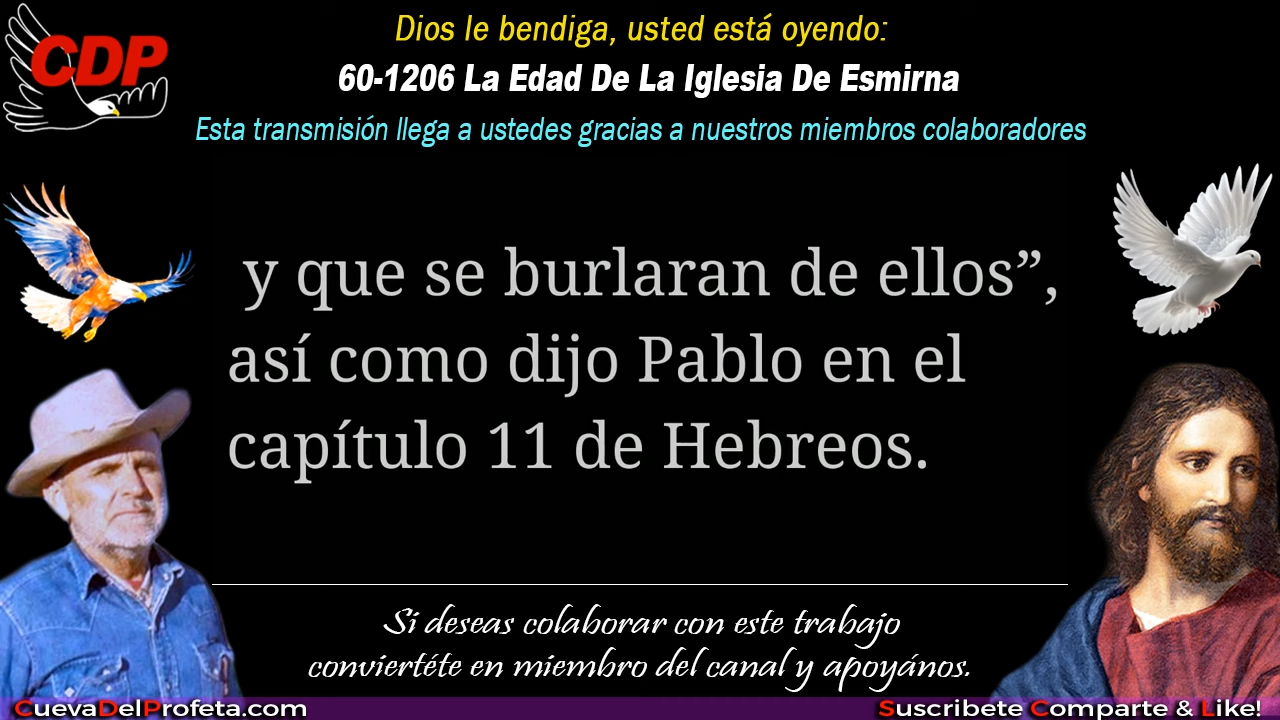 CDP
Dios le bendiga, usted está oyendo:
60-1206 La Edad De La Iglesia De Esmirna
Esta transmisión llega a ustedes gracias a nuestros miembros colaboradores
y que se burlaran de ellos”,
así como dijo Pablo en el
capítulo 11 de Hebreos.
Si deseas colaborar con este trabajo
conviertéte en miembro del canal y apoyános.
CuevaDelProfeta.com
Suscribete Comparte & Like!